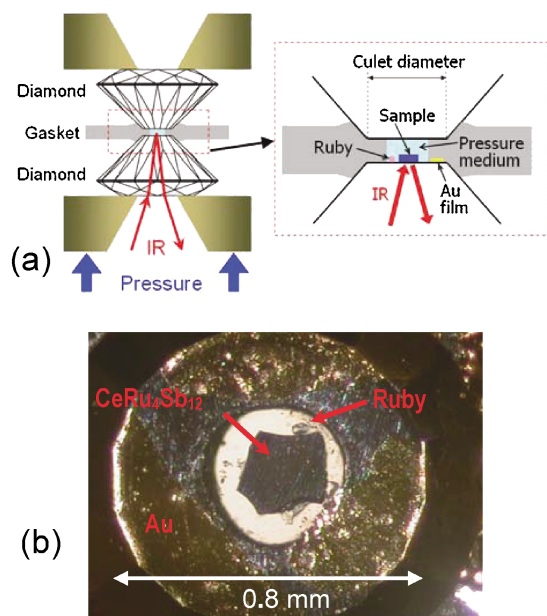 Diamond
Gasket
Diamond
IR
(a)
Pressure
Culet diameter
Sample
Ruby
Pressure
medium
Au
film
IR
CeRu₄Sb₁₂
Ruby
Au
(b)
0.8 mm